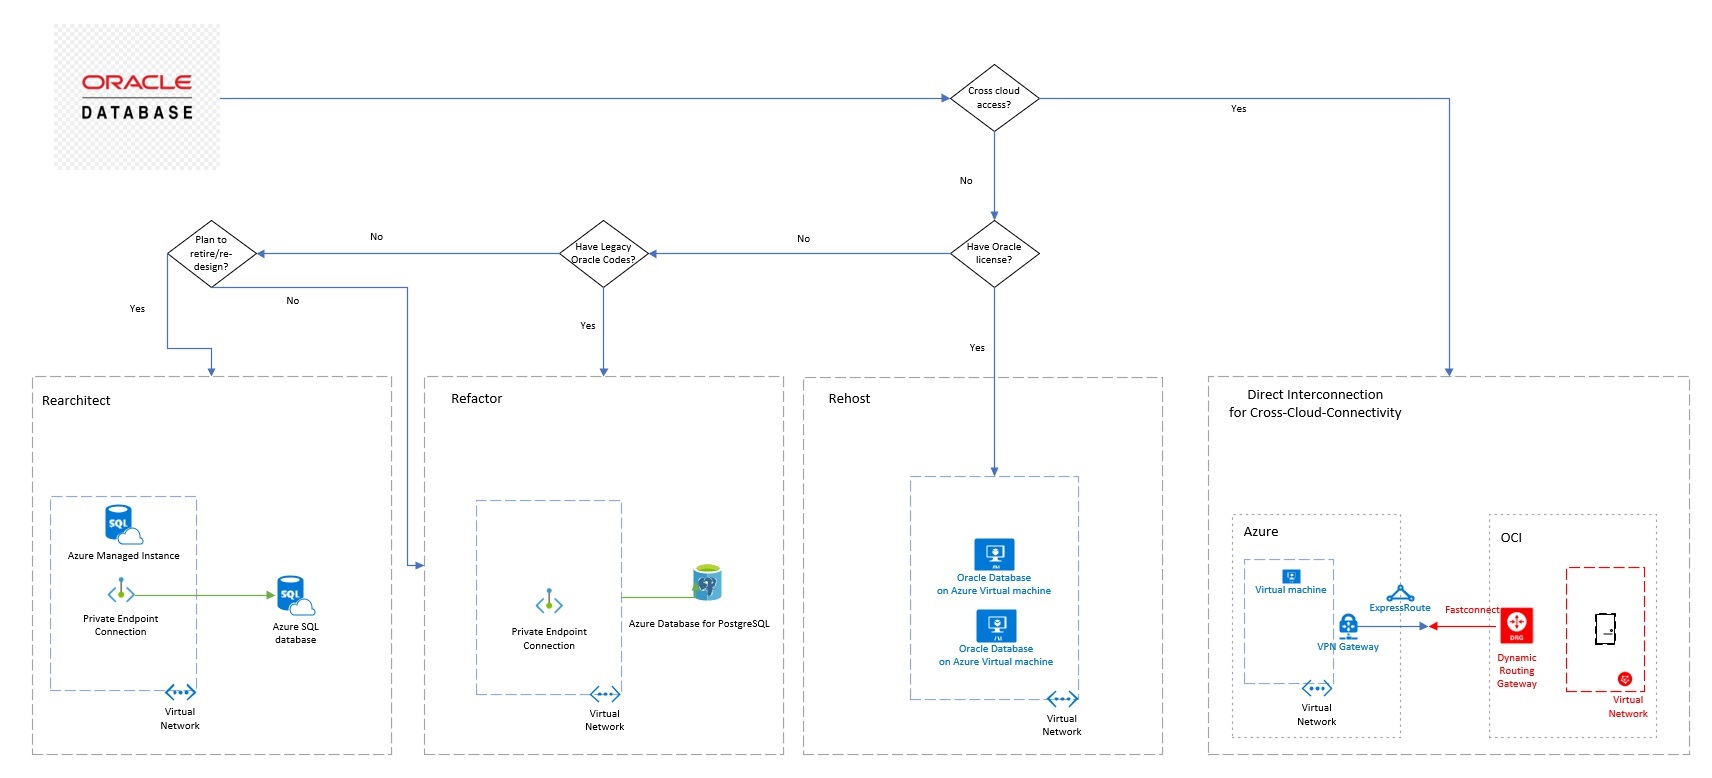 ORACLE
DATABASE
Cross cloud
access?
Yes
No
Plan to
retire/re-
design?
No
Have Legacy
Oracle Codes?
No
Have Oracle
license?
Yes
No
Yes
Yes
Rearchitect
SQL
Azure Managed Instance
Private Endpoint
Connection
SQL
Azure SQL
database
Virtual
Network
Refactor
Private Endpoint
Connection
Azure Database for PostgreSQL
Virtual
Network
Rehost
Oracle Database
on Azure Virtual machine
Oracle Database
on Azure Virtual machine
Virtual
Network
Direct Interconnection
for Cross-Cloud-Connectivity
Azure
Virtual machine
ExpressRoute
VPN Gateway
Virtual
Network
OCI
Fastconnect
DRG
Dynamic
Routing
Gateway
Virtual
Network